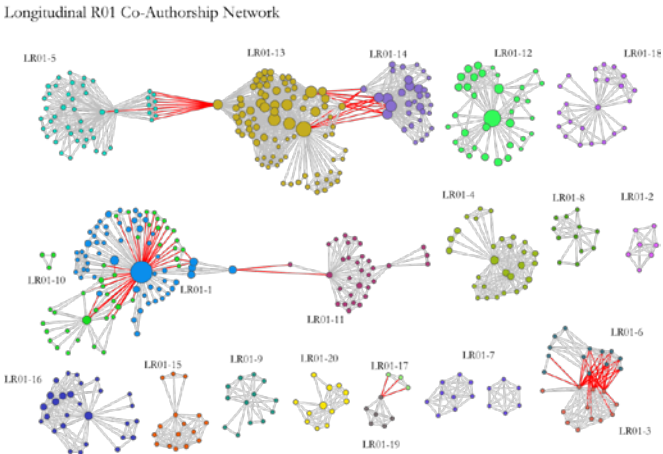 Longitudinal R01 Co-Authorship Network
LR01-5
LR01-13
LR01-14
LR01-12
LR01-18
LR01-4
LR01-8
LR01-2
LR01-10
LR01-1
LR01-11
LR01-6
LR01-16
LR01-15
LR01-9
LR01-20
LR01-17
LR01-7
LR01-19
LR01-3